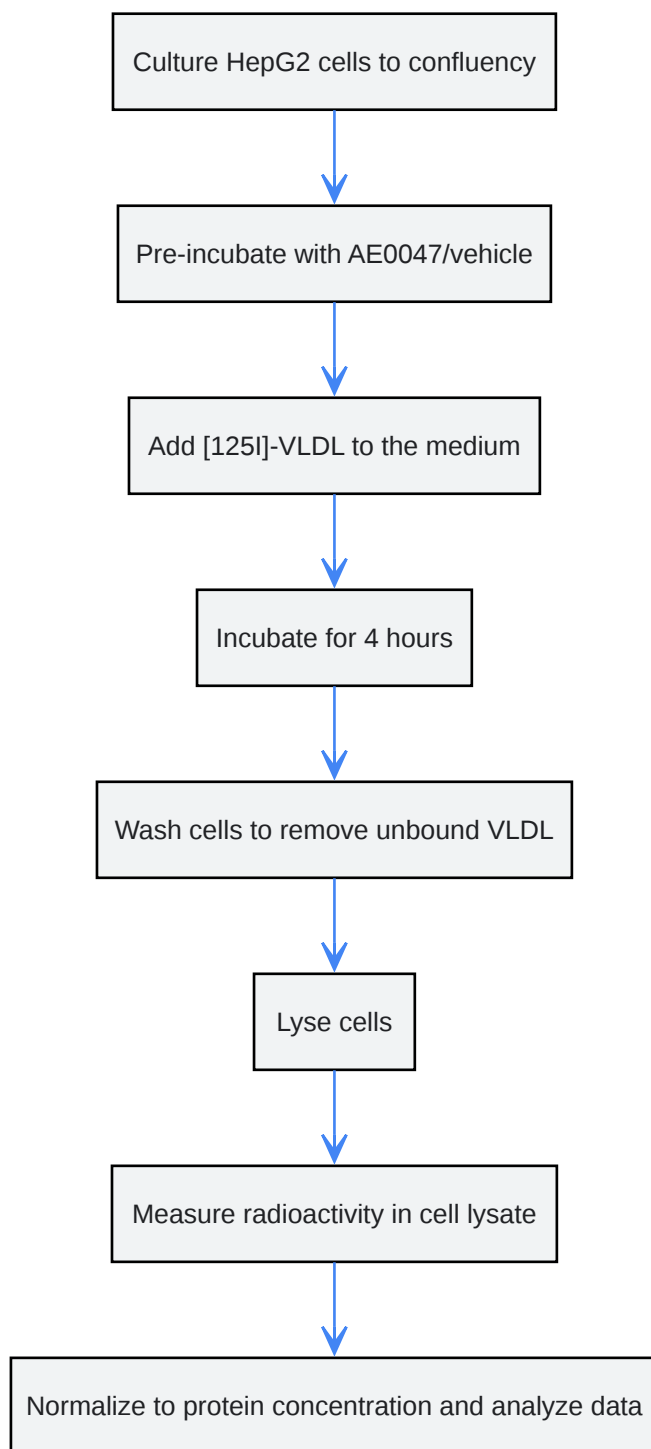 Culture HepG2 cells to confluency
Pre-incubate with AE0047/vehicle
Add [125I]-VLDL to the medium
Incubate for 4 hours
Wash cells to remove unbound VLDL
Lyse cells
Measure radioactivity in cell lysate
Normalize to protein concentration and analyze data